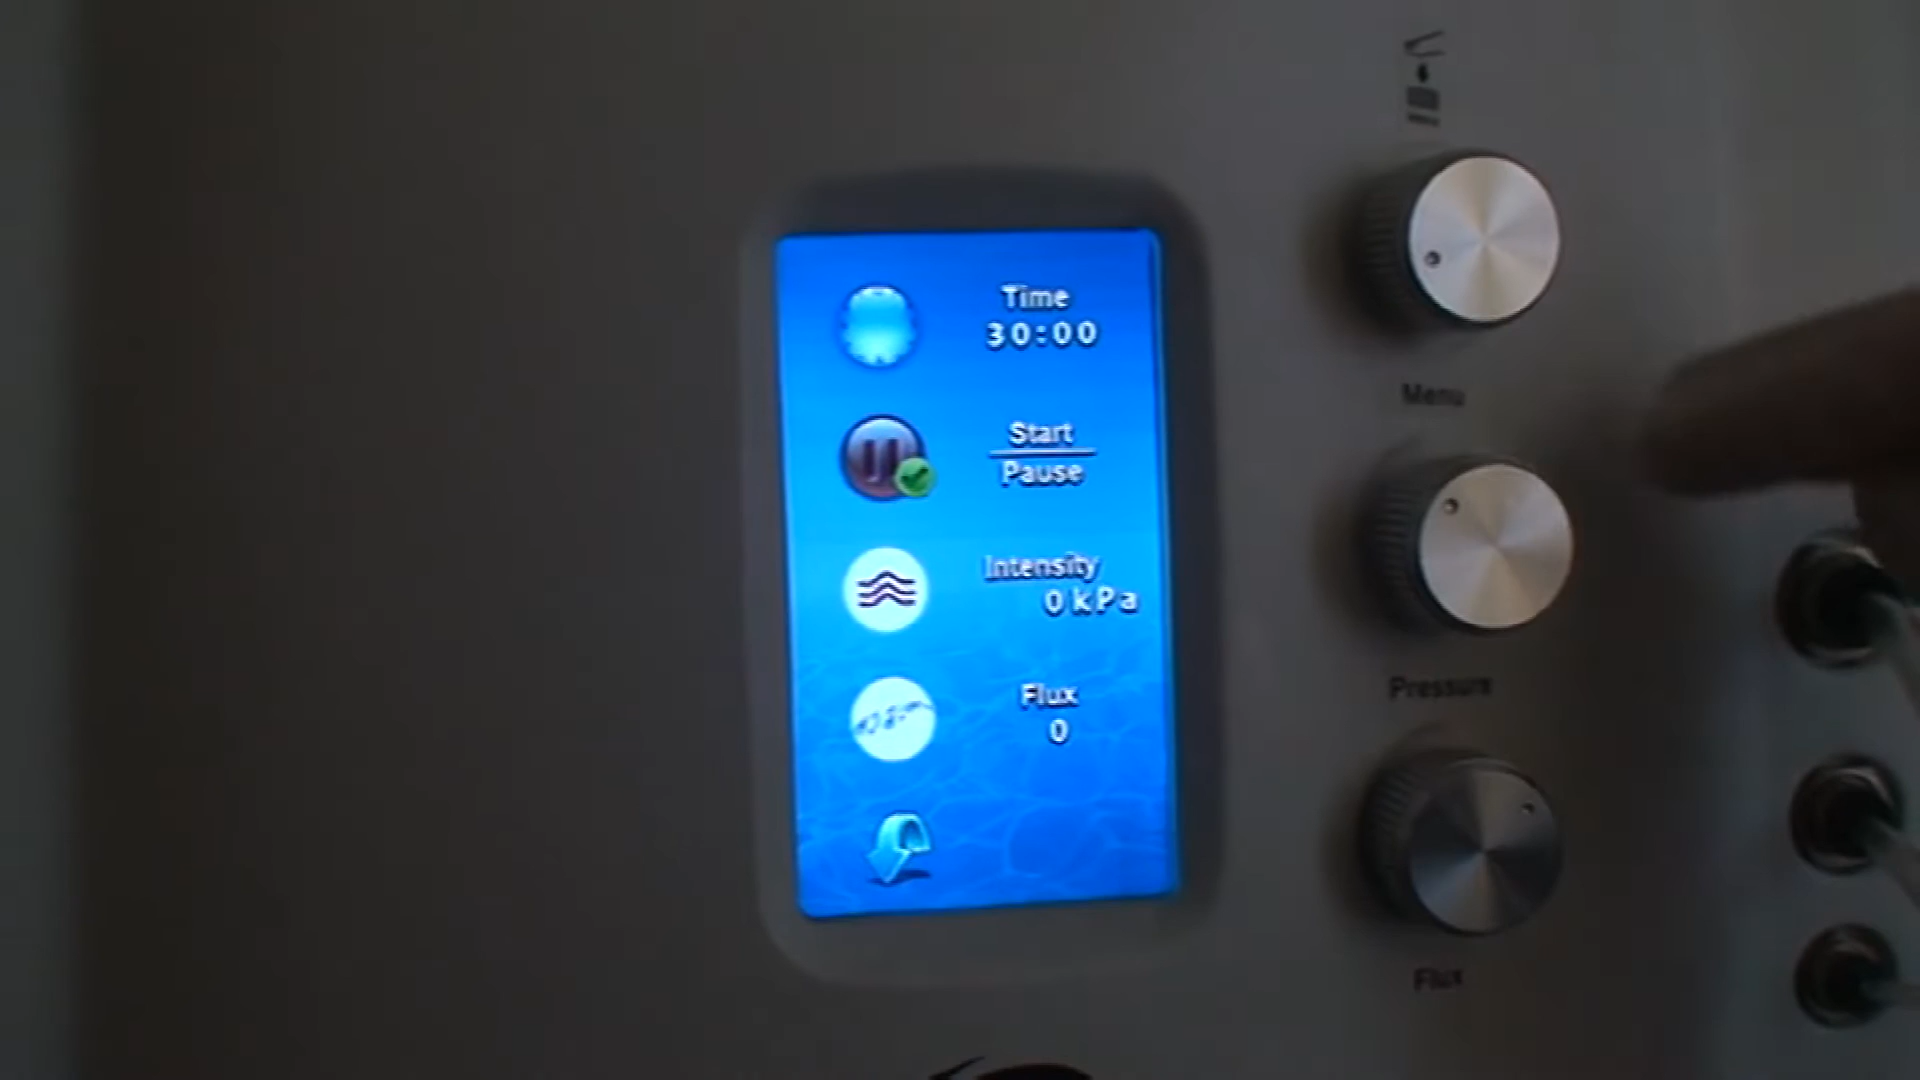 Time
30:00
Start
Pause
Intensity
0 kPa
Flux
0
Menu
Pressure
Flux